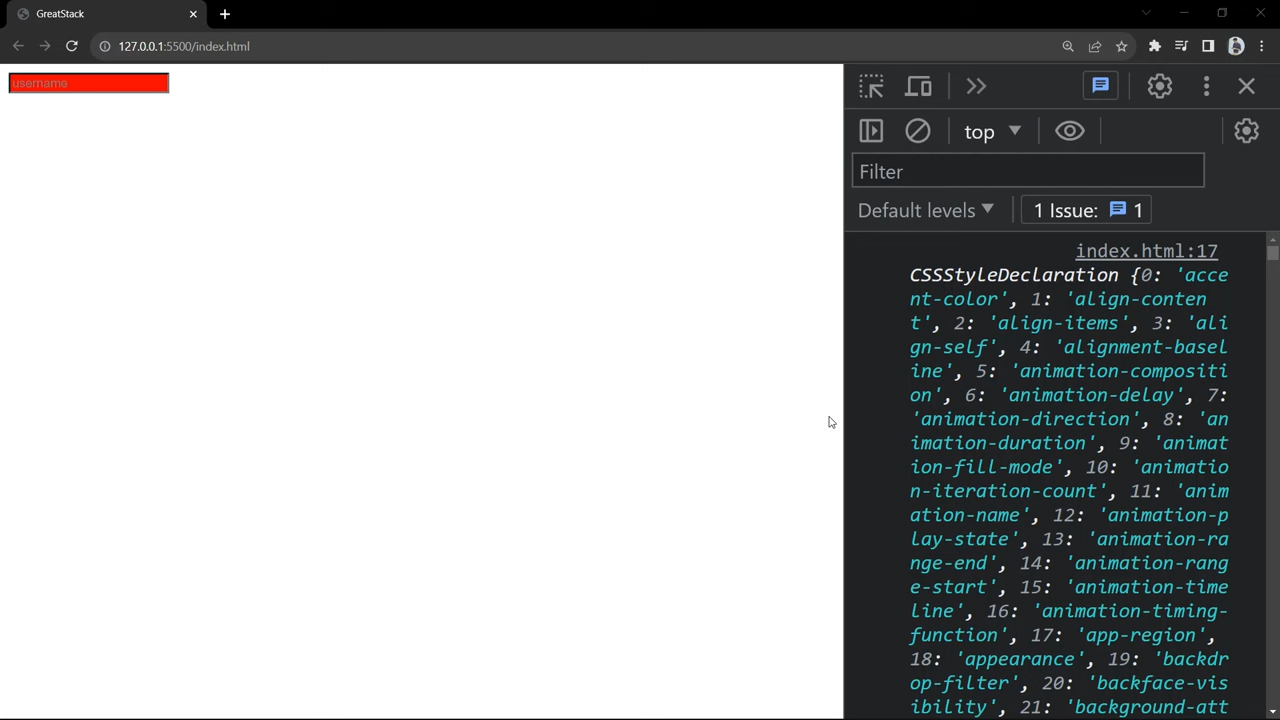 GreatStack
127.0.0.1:5500/index.html
username
top
Filter
Default levels
1 Issue: 1
index.html:17
CSSStyleDeclaration {0: 'acce
nt-color', 1: 'align-conten
t', 2: 'align-items', 3: 'ali
gn-self', 4: 'alignment-basel
ine', 5: 'animation-compositi
on', 6: 'animation-delay', 7:
'animation-direction', 8: 'an
imation-duration', 9: 'animat
ion-fill-mode', 10: 'animatio
n-iteration-count', 11: 'anim
ation-name', 12: 'animation-p
lay-state', 13: 'animation-ra
nge-end', 14: 'animation-rang
e-start', 15: 'animation-time
line', 16: 'animation-timing-
function', 17: 'app-region',
18: 'appearance', 19: 'backdr
op-filter', 20: 'backface-vis
ibility', 21: 'background-att